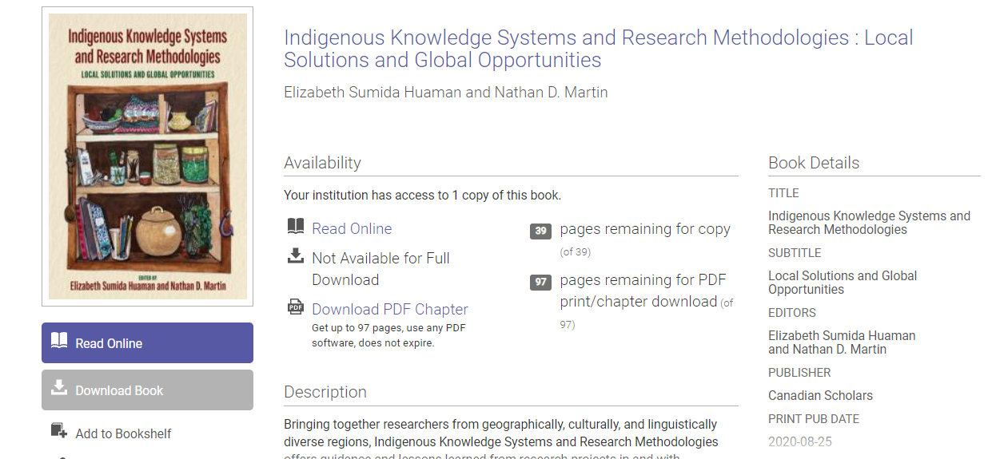 Indigenous Knowledge Systems
and Research Methodologies
LOCAL SOLUTIONS AND GLOBAL OPPORTUNITIES
EDITED BY
Elizabeth Sumida Huaman and Nathan D. Martin
Read Online
Download Book
Add to Bookshelf
Indigenous Knowledge Systems and Research Methodologies : Local
Solutions and Global Opportunities
Elizabeth Sumida Huaman and Nathan D. Martin
Availability
Your institution has access to 1 copy of this book.
Read Online
Not Available for Full
Download
PDF
Download PDF Chapter
Get up to 97 pages, use any PDF
software, does not expire.
39 pages remaining for copy
(of 39)
97 pages remaining for PDF
print/chapter download (of
97)
Description
Bringing together researchers from geographically, culturally, and linguistically
diverse regions, Indigenous Knowledge Systems and Research Methodologies
offers guidance and lessons learned from research projects in and with
Book Details
TITLE
Indigenous Knowledge Systems and
Research Methodologies
SUBTITLE
Local Solutions and Global
Opportunities
EDITORS
Elizabeth Sumida Huaman
and Nathan D. Martin
PUBLISHER
Canadian Scholars
PRINT PUB DATE
2020-08-25